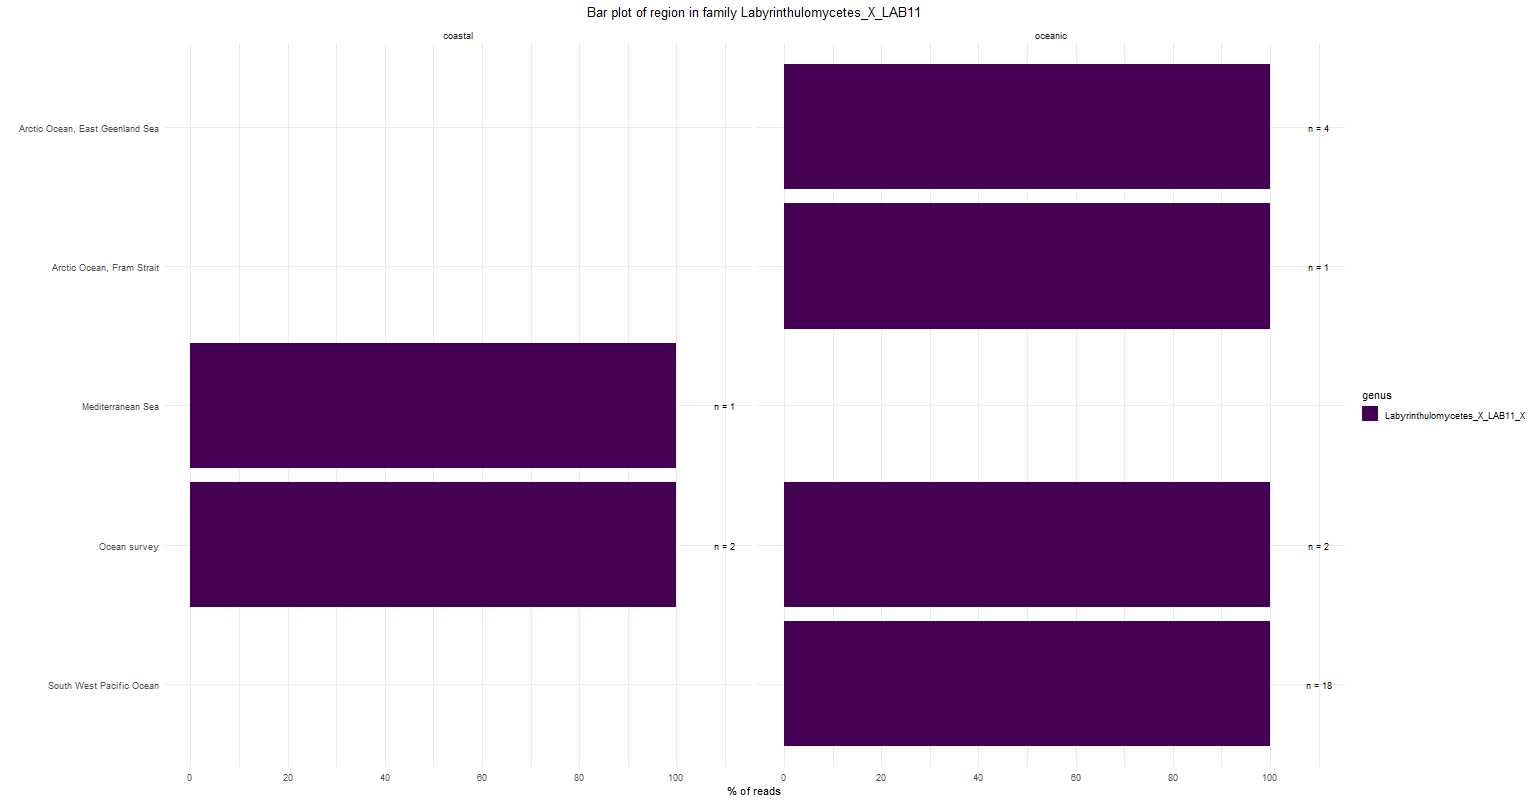 Bar plot of region in family Labyrinthulomycetes_X_LAB11
coastal
oceanic
Arctic Ocean, East Geenland Sea
n = 4
Arctic Ocean, Fram Strait
n = 1
Mediterranean Sea
n = 1
Ocean survey
n = 2
n = 2
South West Pacific Ocean
n = 18
genus
Labyrinthulomycetes_X_LAB11_X
0 20 40 60 80 100
0 20 40 60 80 100
% of reads